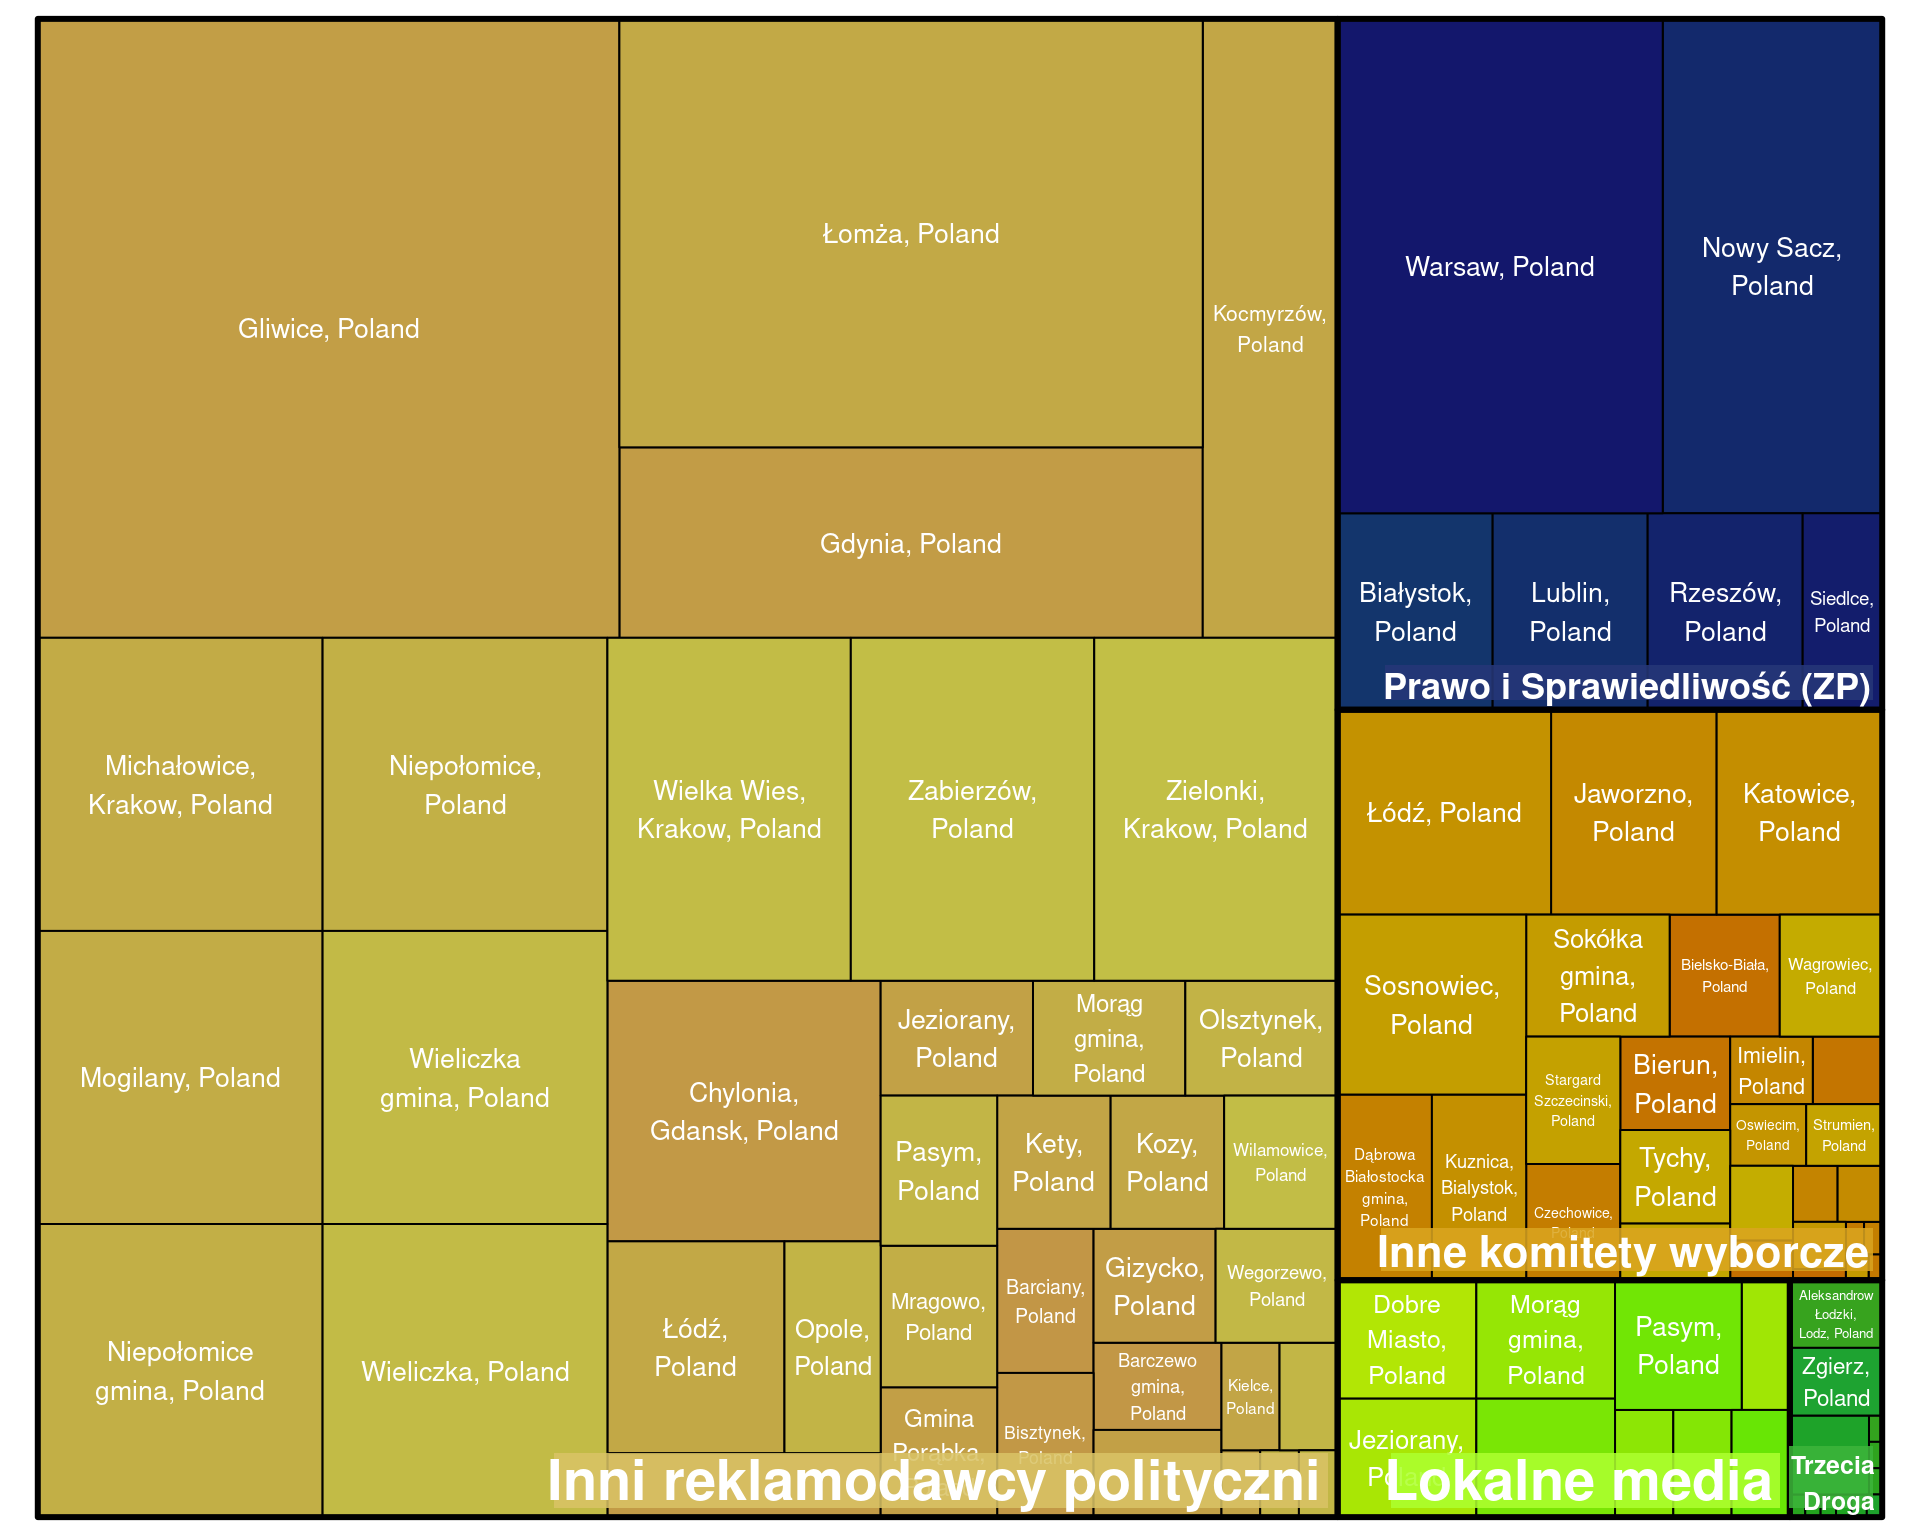 Gliwice, Poland
Łomża, Poland
Gdynia, Poland
Kocmyrzów,
Poland
Michałowice,
Krakow, Poland
Niepołomice,
Poland
Mogilany, Poland
Wieliczka
gmina, Poland
Niepołomice
gmina, Poland
Wieliczka, Poland
Wielka Wies,
Krakow, Poland
Zabierzów,
Poland
Zielonki,
Krakow, Poland
Chylonia,
Gdansk, Poland
Łódź,
Poland
Opole,
Poland
Jeziorany,
Poland
Morąg
gmina,
Poland
Olsztynek,
Poland
Pasym,
Poland
Kety,
Poland
Kozy,
Poland
Wilamowice,
Poland
Mragowo,
Poland
Barciany,
Poland
Gizycko,
Poland
Wegorzewo,
Poland
Gmina
Porąbka,
Bisztynek,
Poland
Barczewo
gmina,
Poland
Kielce,
Poland
Inni reklamodawcy polityczni
Warsaw, Poland
Nowy Sacz,
Poland
Białystok,
Poland
Lublin,
Poland
Rzeszów,
Poland
Siedlce,
Poland
Prawo i Sprawiedliwość (ZP)
Łódź, Poland
Jaworzno,
Poland
Katowice,
Poland
Sosnowiec,
Poland
Sokółka
gmina,
Poland
Bielsko-Biała,
Poland
Wagrowiec,
Poland
Stargard
Szczecinski,
Poland
Bierun,
Poland
Imielin,
Poland
Oswiecim,
Poland
Strumien,
Poland
Dąbrowa
Białostocka
gmina,
Poland
Kuznica,
Bialystok,
Poland
Czechowice,
Poland
Tychy,
Poland
Inne komitety wyborcze
Dobre
Miasto,
Poland
Morąg
gmina,
Poland
Pasym,
Poland
Jeziorany,
Poland
Lokalne media
Aleksandrow
Łodzki,
Lodz, Poland
Zgierz,
Poland
Trzecia
Droga